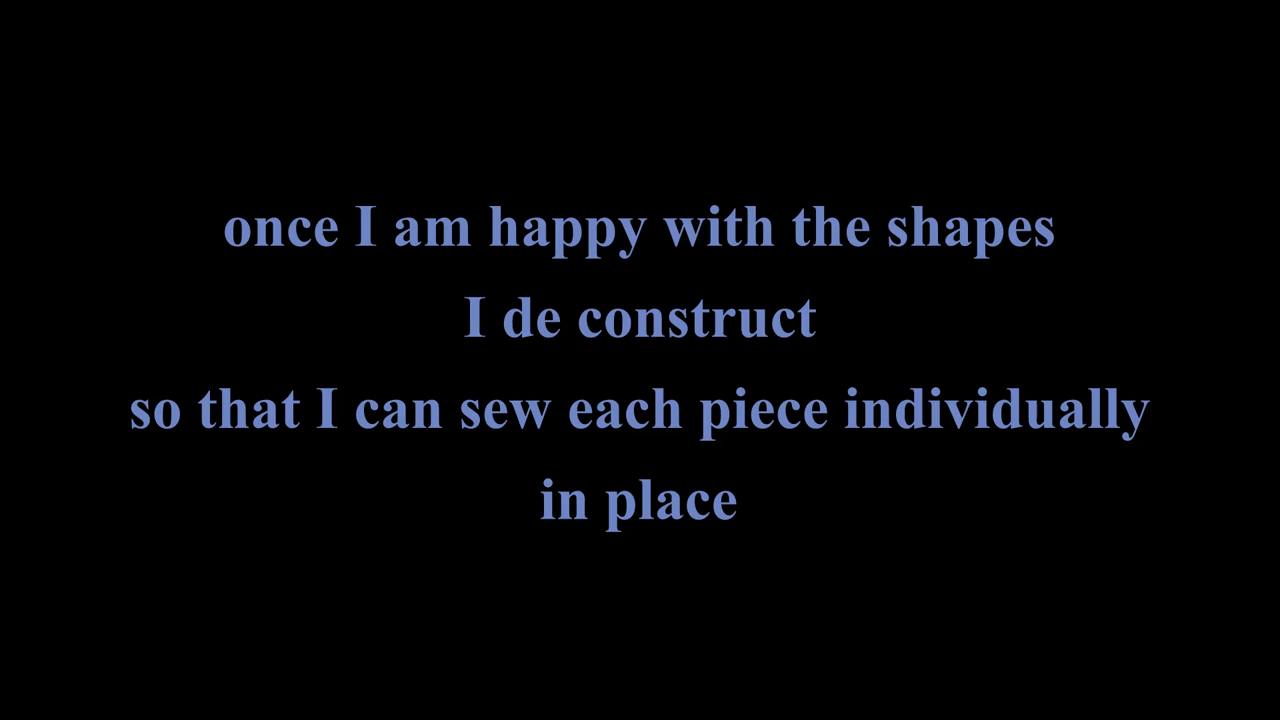 once I am happy with the shapes
I de construct
so that I can sew each piece individually
in place